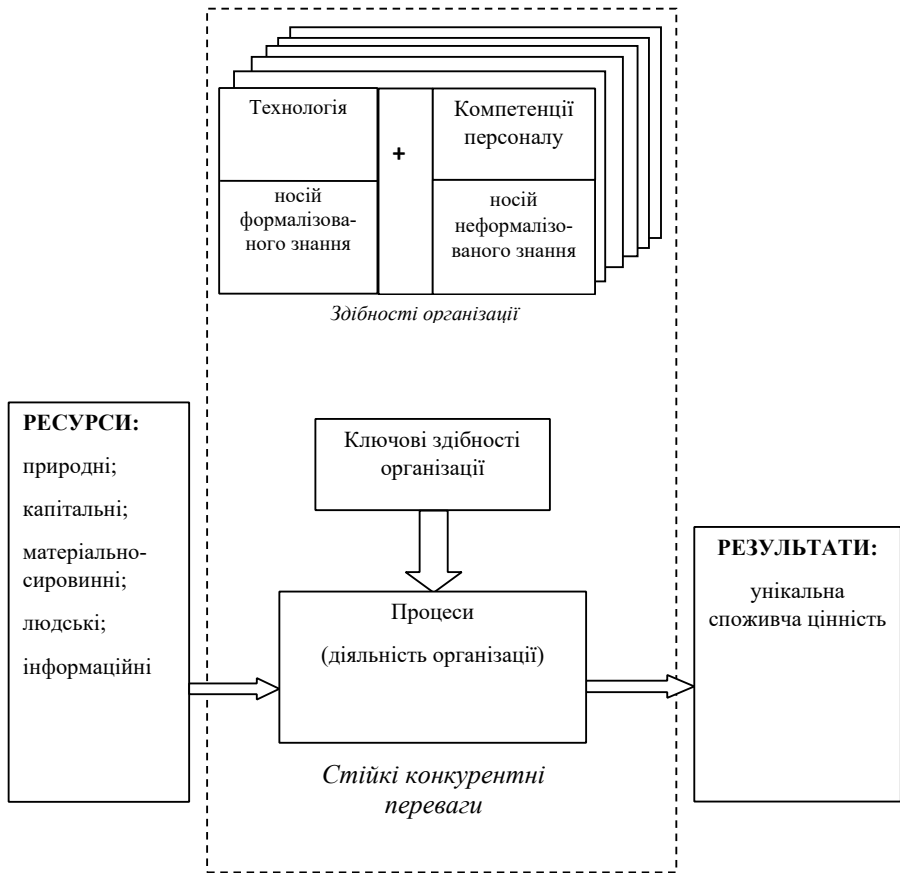 Технологія
носій
формалізова-
ного знання
+
Компетенції
персоналу
носій
неформалізо-
ваного знання
Здібності організації
РЕСУРСИ:
природні;
капітальні;
матеріально-
сировинні;
людські;
інформаційні
Ключові здібності
організації
Процеси
(діяльність організації)
Стійкі конкурентні
переваги
РЕЗУЛЬТАТИ:
унікальна
споживча цінність